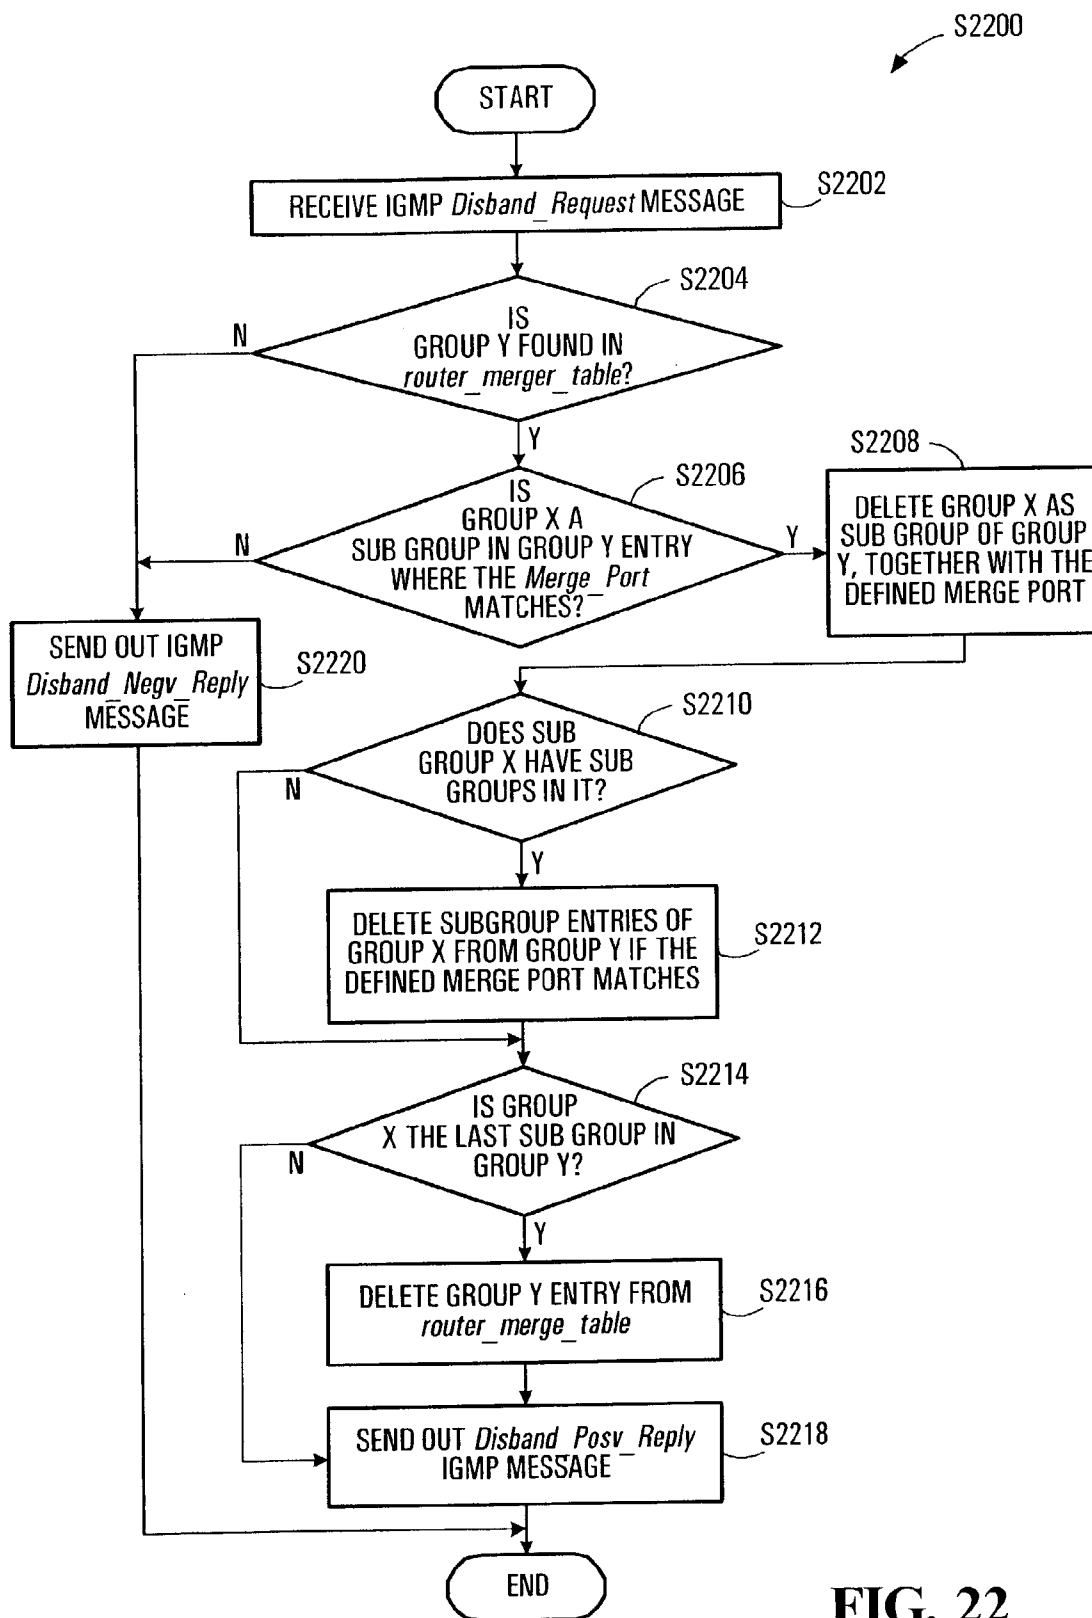 S2200
START
RECEIVE IGMP Disband_Request MESSAGE
S2202
S2204
IS
GROUP Y FOUND IN
router_merger_table?
N
Y
S2206
IS
GROUP X A
SUB GROUP IN GROUP Y ENTRY
WHERE THE Merge_Port
MATCHES?
N
Y
S2208
DELETE GROUP X AS
SUB GROUP OF GROUP
Y, TOGETHER WITH THE
DEFINED MERGE PORT
SEND OUT IGMP
Disband_Negv_Reply
MESSAGE
S2220
S2210
DOES SUB
GROUP X HAVE SUB
GROUPS IN IT?
N
Y
DELETE SUBGROUP ENTRIES OF
GROUP X FROM GROUP Y IF THE
DEFINED MERGE PORT MATCHES
S2212
S2214
IS GROUP
X THE LAST SUB GROUP IN
GROUP Y?
N
Y
DELETE GROUP Y ENTRY FROM
router_merge_table
S2216
SEND OUT Disband_Posv_Reply
IGMP MESSAGE
S2218
END
FIG. 22